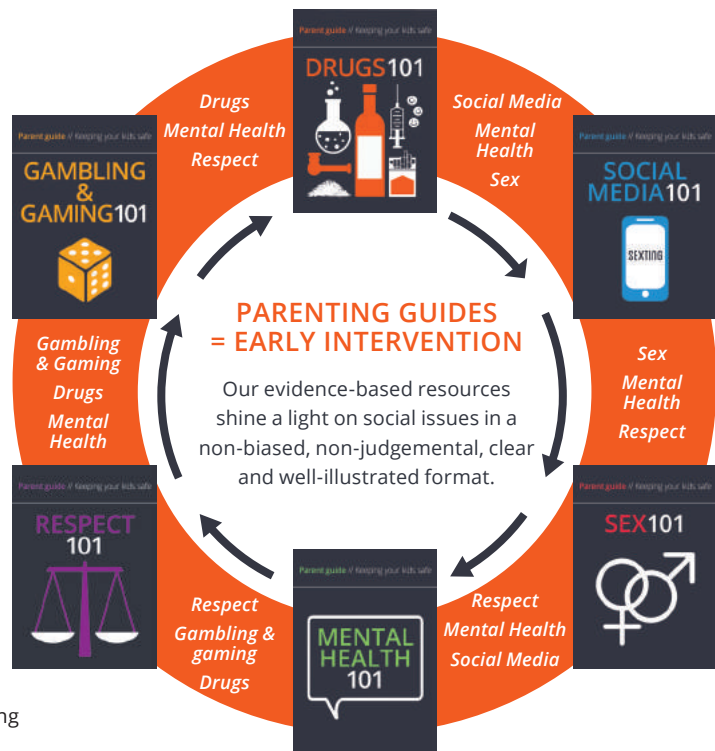 Parent guide // Keeping your kids safe
DRUGS101
Social Media
Mental
Health
Sex
Parent guide // Keeping your kids safe
SOCIAL
MEDIA101
SEXTING
Sex
Mental
Health
Respect
Parent guide // Keeping your kids safe
SEX101
Respect
Mental Health
Social Media
Parent guide // Keeping your kids safe
MENTAL
HEALTH
101
Respect
Gambling &
gaming
Drugs
Parent guide // Keeping your kids safe
RESPECT
101
Gambling
& Gaming
Drugs
Mental
Health
Parent guide // Keeping your kids safe
GAMBLING
&
GAMING101
Drugs
Mental Health
Respect
PARENTING GUIDES
= EARLY INTERVENTION
Our evidence-based resources
shine a light on social issues in a
non-biased, non-judgemental, clear
and well-illustrated format.